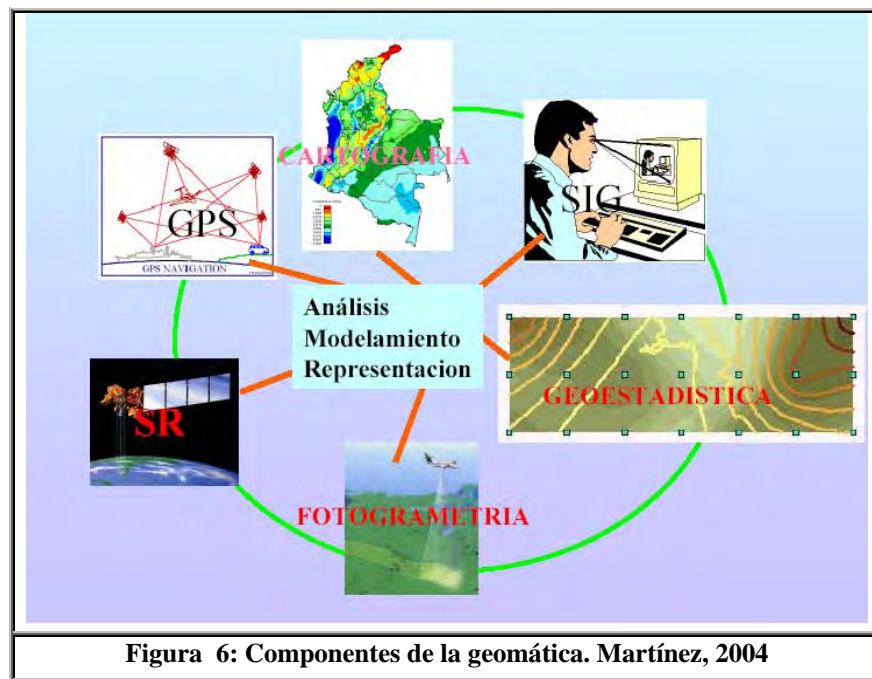 CARTOGRAFIA
SIG
GPS
GPS NAVIGATION
Análisis
Modelamiento
Representacion
GEOESTADISTICA
SR
FOTOGRAMETRIA
Figura 6: Componentes de la geomática. Martínez, 2004